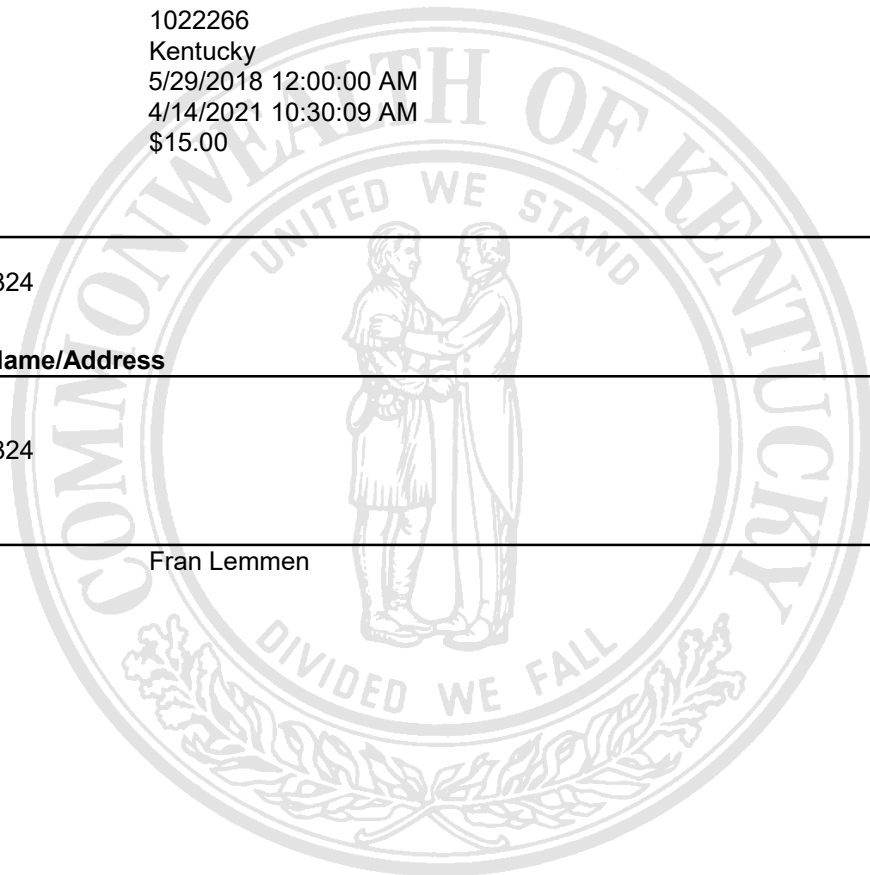 1022266
Kentucky
5/29/2018 12:00:00 AM
4/14/2021 10:30:09 AM
$15.00
COMMONWEALTH OF KENTUCKY
UNITED WE STAND
324
Name/Address
324
Fran Lemmen
DIVIDED WE FALL